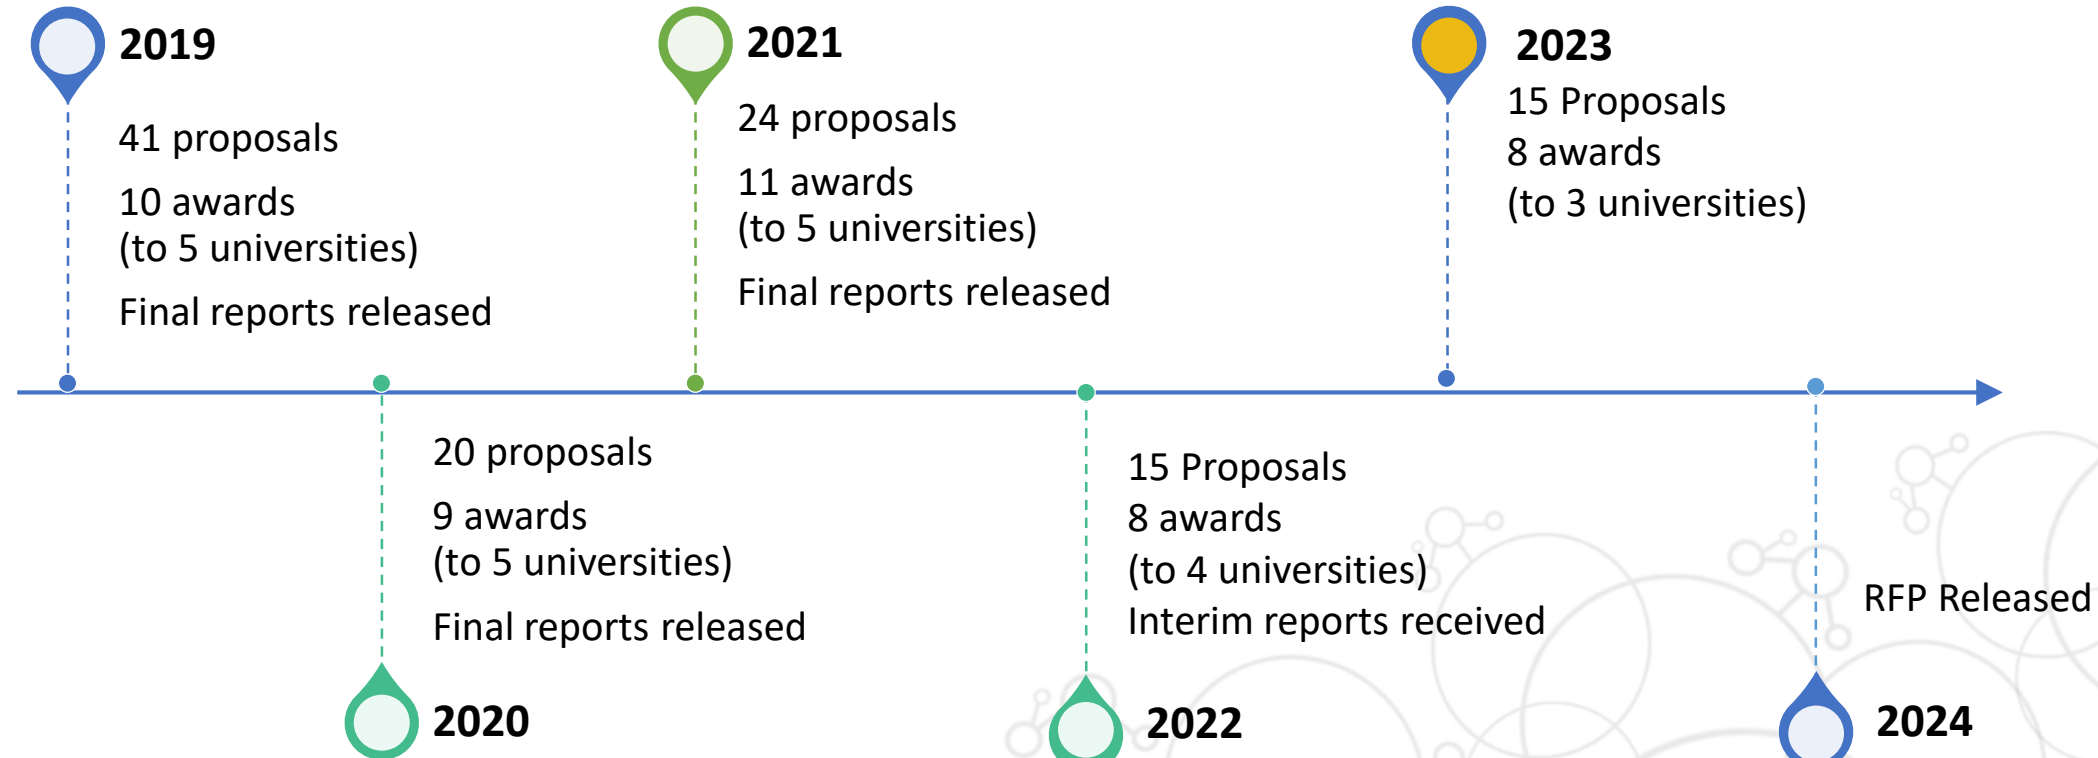 2019
41 proposals
10 awards
(to 5 universities)
Final reports released
20 proposals
9 awards
(to 5 universities)
Final reports released
2020
2021
24 proposals
11 awards
(to 5 universities)
Final reports released
15 Proposals
8 awards
(to 4 universities)
Interim reports received
2022
2023
15 Proposals
8 awards
(to 3 universities)
RFP Released
2024